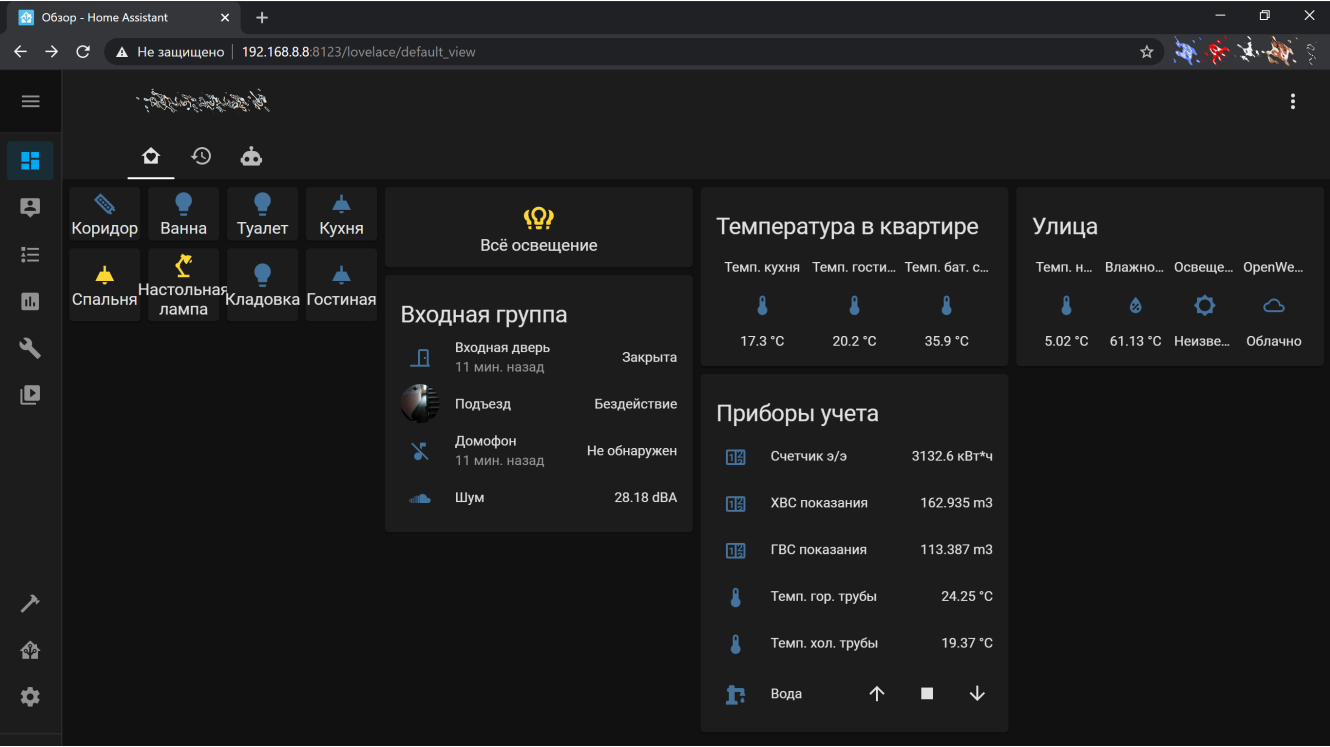 Обзор - Home Assistant
Не защищено
192.168.8.8:8123/lovelace/default_view
Коридор
Ванна
Туалет
Кухня
Спальня
Настольная
лампа
Кладовка
Гостиная
Всё освещение
Входная группа
Входная дверь
11 мин. назад
Закрыта
Подъезд
Бездействие
Домофон
11 мин. назад
Не обнаружен
Шум
28.18 dBA
Температура в квартире
Темп. кухня
Темп. гости...
Темп. бат. с...
17.3 °C
20.2 °C
35.9 °C
Приборы учета
Счетчик э/э
3132.6 кВт*ч
ХВС показания
162.935 m3
ГВС показания
113.387 m3
Темп. гор. трубы
24.25 °C
Темп. хол. трубы
19.37 °C
Вода
Улица
Темп. н...
Влажно...
Освеще...
OpenWe...
5.02 °C
61.13 °C
Неизве...
Облачно